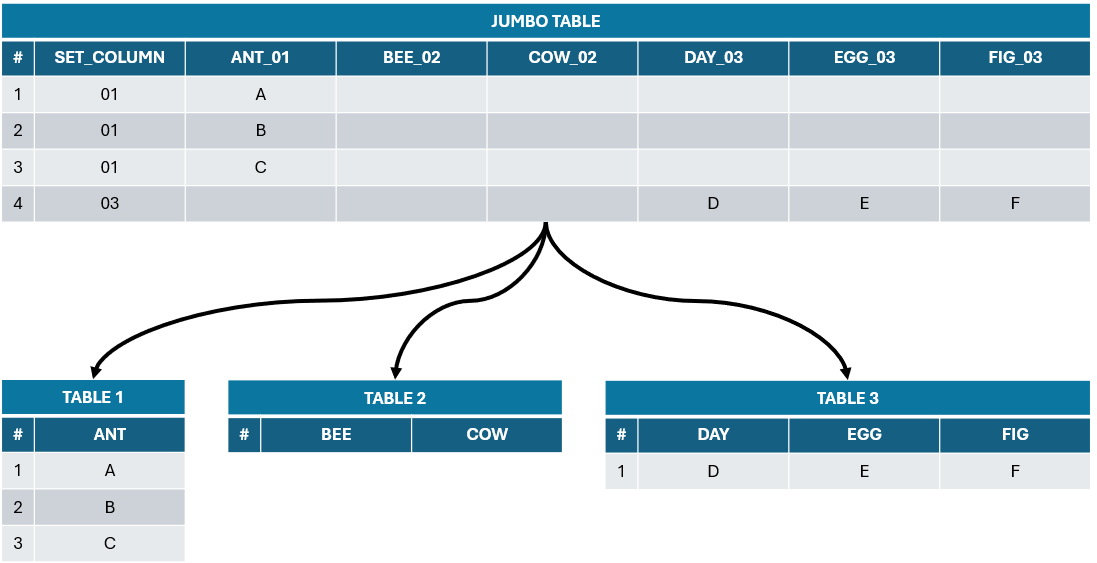 JUMBO TABLE
# SET_COLUMN ANT_01 BEE_02 COW_02 DAY_03 EGG_03 FIG_03
1 01 A
2 01 B
3 01 C
4 03 D E F
TABLE 1
# ANT
1 A
2 B
3 C
TABLE 2
# BEE COW
TABLE 3
# DAY EGG FIG
1 D E F